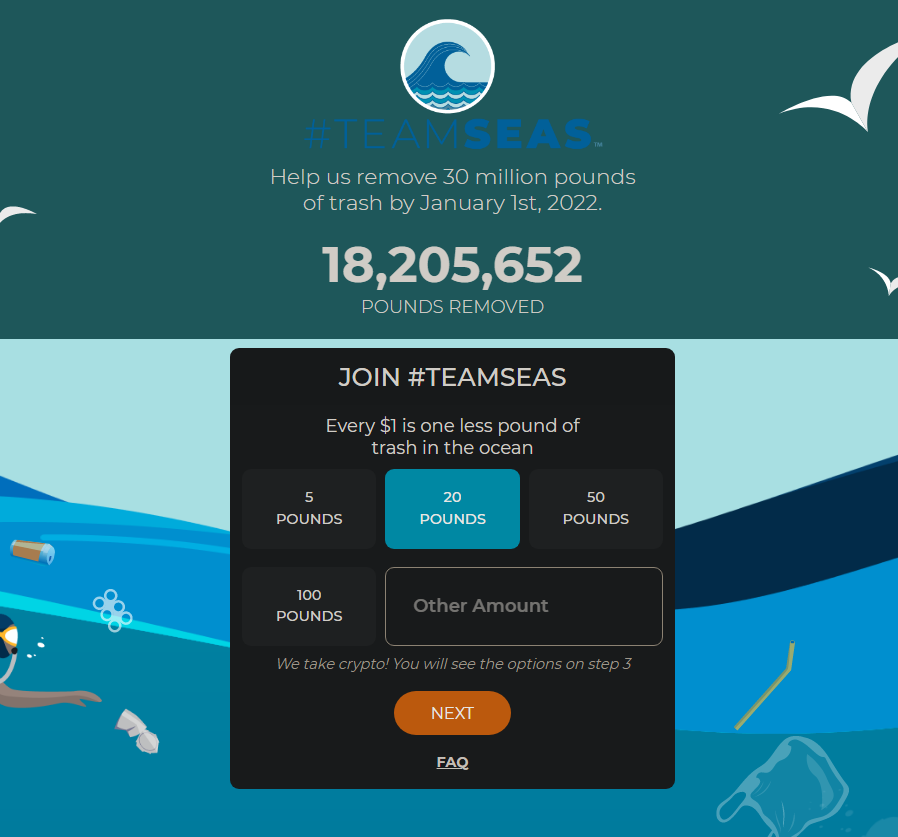 #TEAMSEAS™
Help us remove 30 million pounds
of trash by January 1st, 2022.
18,205,652
POUNDS REMOVED
JOIN #TEAMSEAS
Every $1 is one less pound of
trash in the ocean
5
POUNDS
20
POUNDS
50
POUNDS
100
POUNDS
Other Amount
We take crypto! You will see the options on step 3
NEXT
FAQ